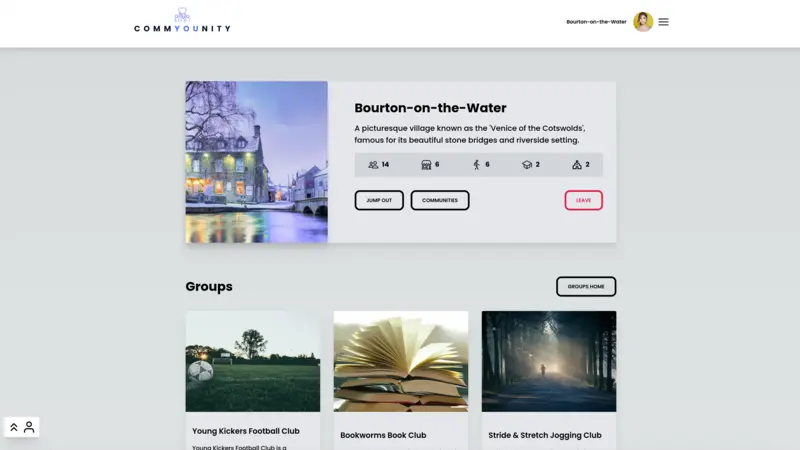 COMMYOUNITY
Bourton-on-the-Water
Bourton-on-the-Water
A picturesque village known as the 'Venice of the Cotswolds',
famous for its beautiful stone bridges and riverside setting.
14 6 6 2 2
JUMP OUT COMMUNITIES LEAVE
Groups
GROUPS HOME
Young Kickers Football Club
Bookworms Book Club
Stride & Stretch Jogging Club
Young Kickers Football Club is a